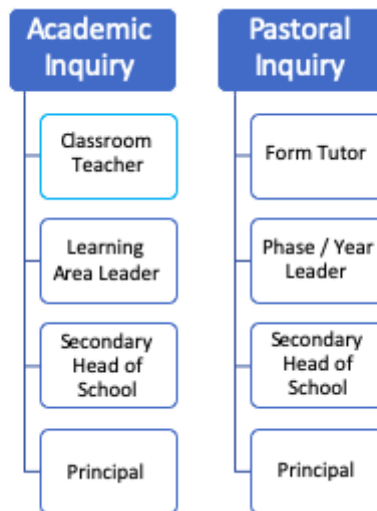 Academic
Inquiry
Classroom
Teacher
Learning
Area Leader
Secondary
Head of
School
Principal
Pastoral
Inquiry
Form Tutor
Phase / Year
Leader
Secondary
Head of
School
Principal